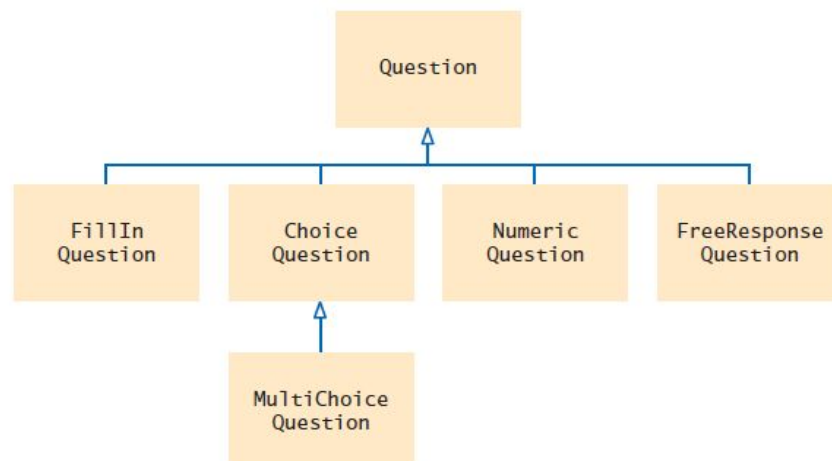 Question
FillIn
Question
Choice
Question
Numeric
Question
FreeResponse
Question
MultiChoice
Question